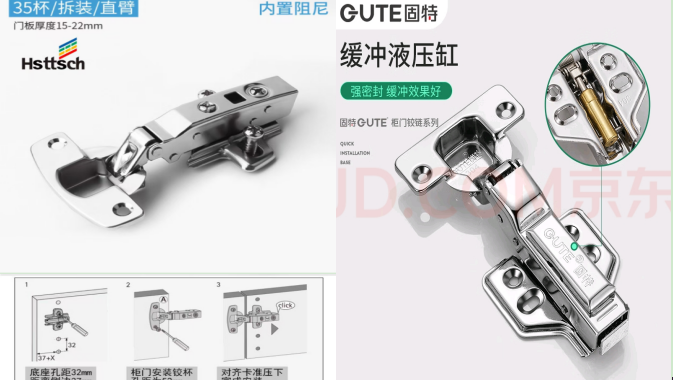 35杯/拆装/直臂
内置阻尼
门板厚度15-22mm
Hsttsch
1
2
3
A
click
32
37+X
底座孔距32mm
柜门安装铰杯
对齐卡准压下
GUTE固特
缓冲液压缸
强密封 缓冲效果好
固特GUTE 柜门铰链系列
QUICK
INSTALLATION
BASE
GUTE 固特
JD.COM京东